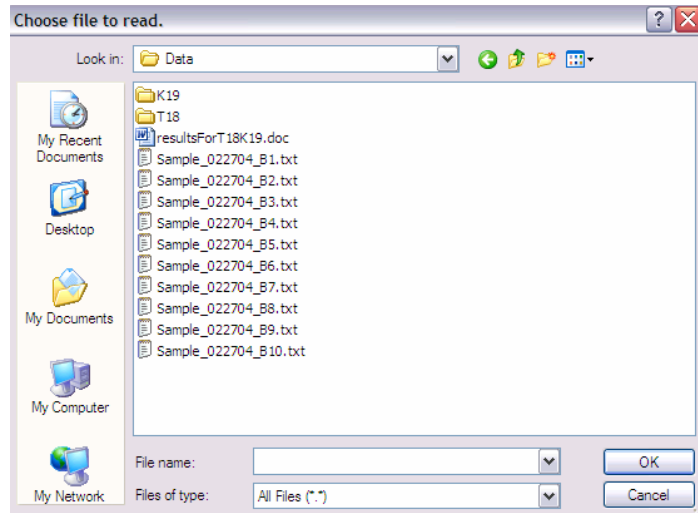 Choose file to read.
Look in: Data
My Recent
Documents
Desktop
My Documents
My Computer
My Network
K19
T18
resultsForT18K19.doc
Sample_022704_B1.txt
Sample_022704_B2.txt
Sample_022704_B3.txt
Sample_022704_B4.txt
Sample_022704_B5.txt
Sample_022704_B6.txt
Sample_022704_B7.txt
Sample_022704_B8.txt
Sample_022704_B9.txt
Sample_022704_B10.txt
File name:
OK
Files of type: All Files (*.*)
Cancel